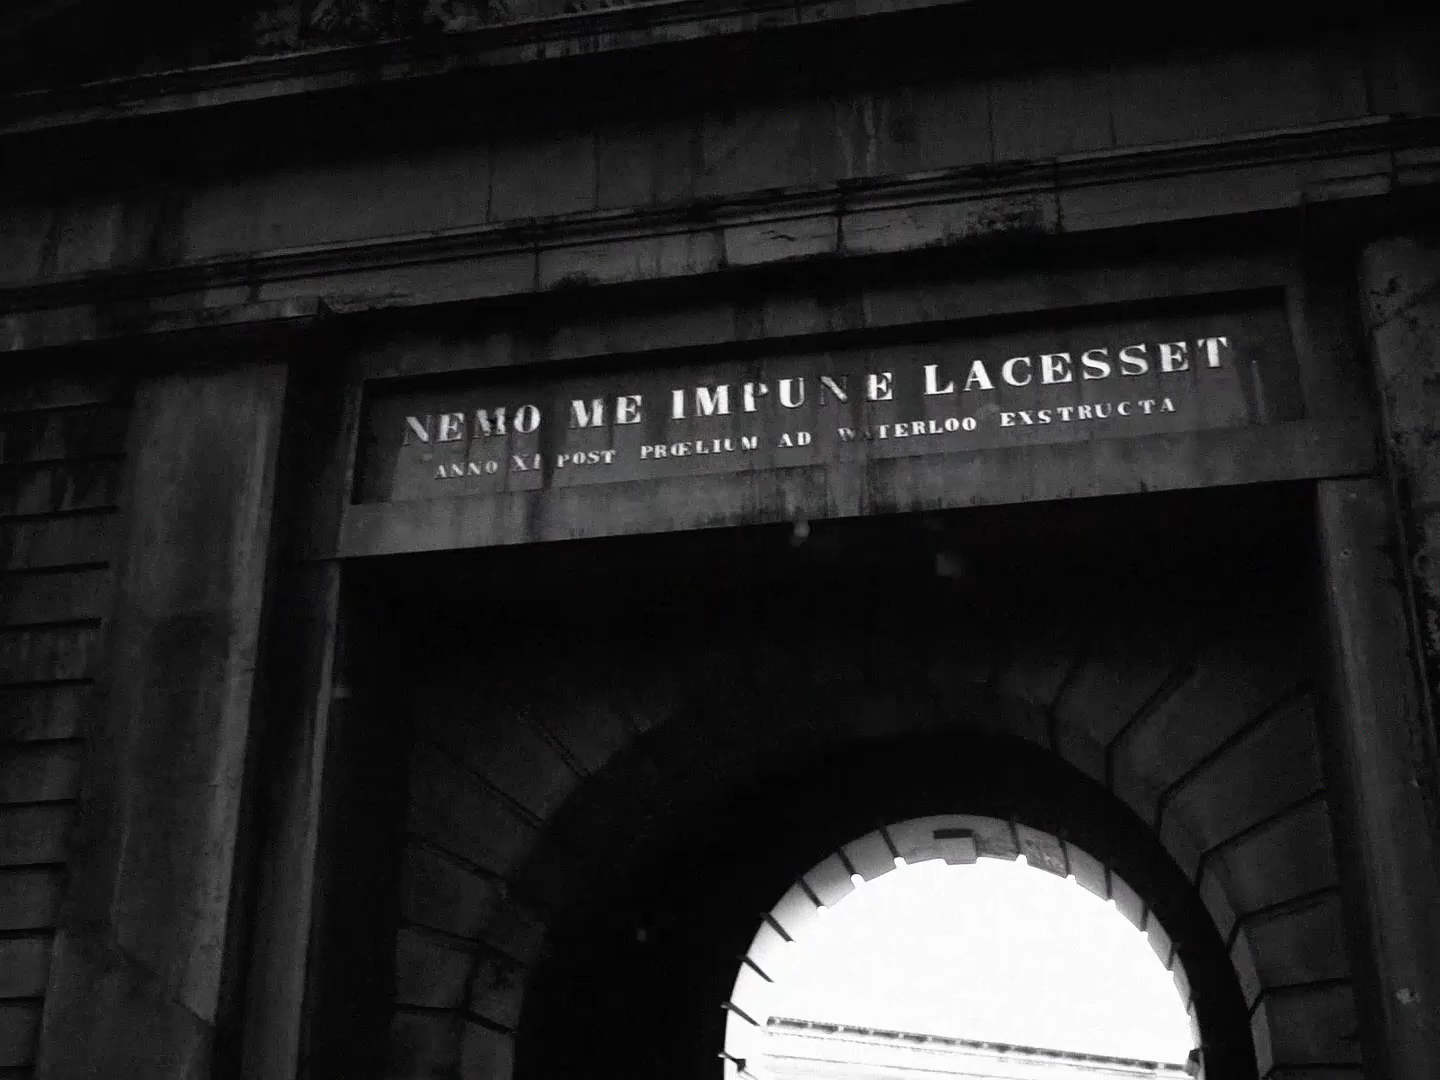 NEMO ME IMPUNE LACESSET
ANNO XI POST PRŒLIUM AD WATERLOO EXSTRUCTA